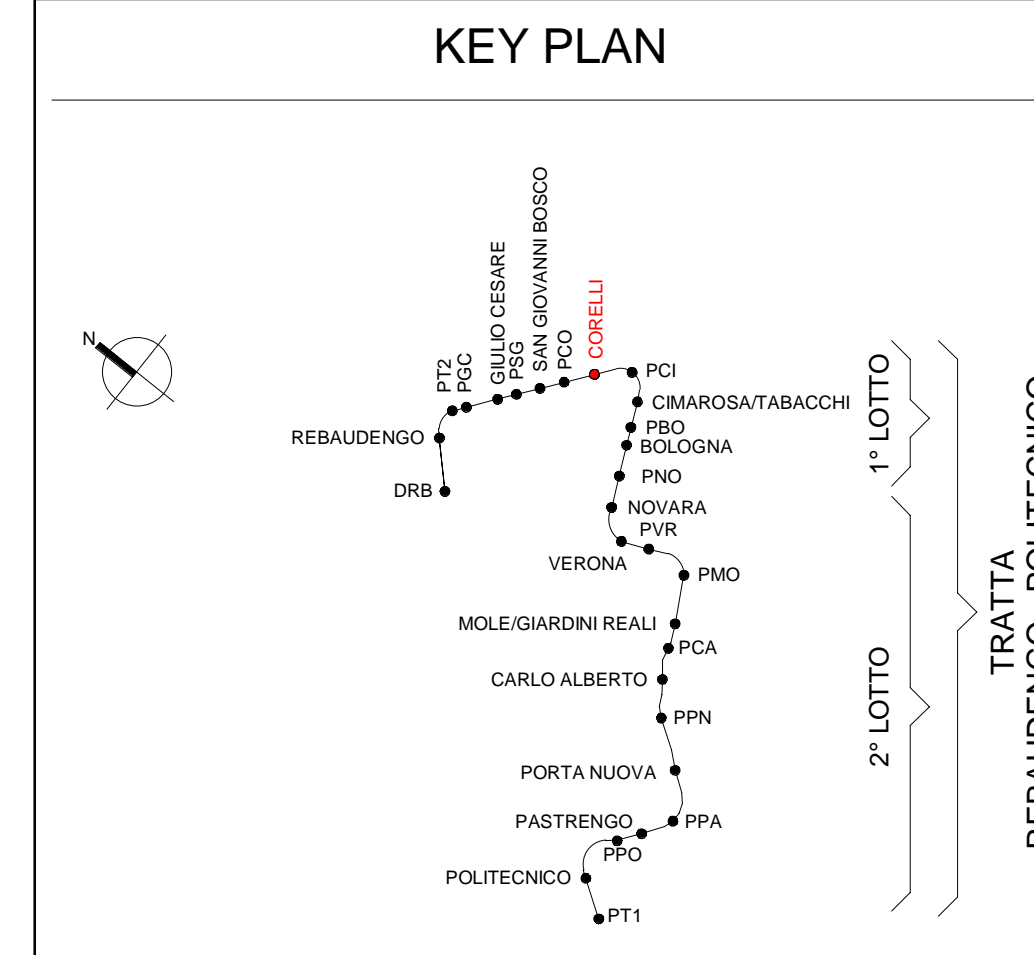 KEY PLAN
N
PT2
PGC
GIULIO CESARE
PSG
SAN GIOVANNI BOSCO
PCO
CORELLI
PCI
CIMAROSA/TABACCHI
REBAUDENGO
PBO
BOLOGNA
DRB
PNO
NOVARA
PVR
VERONA
PMO
MOLE/GIARDINI REALI
PCA
CARLO ALBERTO
PPN
PORTA NUOVA
PASTRENGO
PPA
PPO
POLITECNICO
PT1
1° LOTTO
2° LOTTO
TRATTA
REBAUDENGO - POLITECNICO